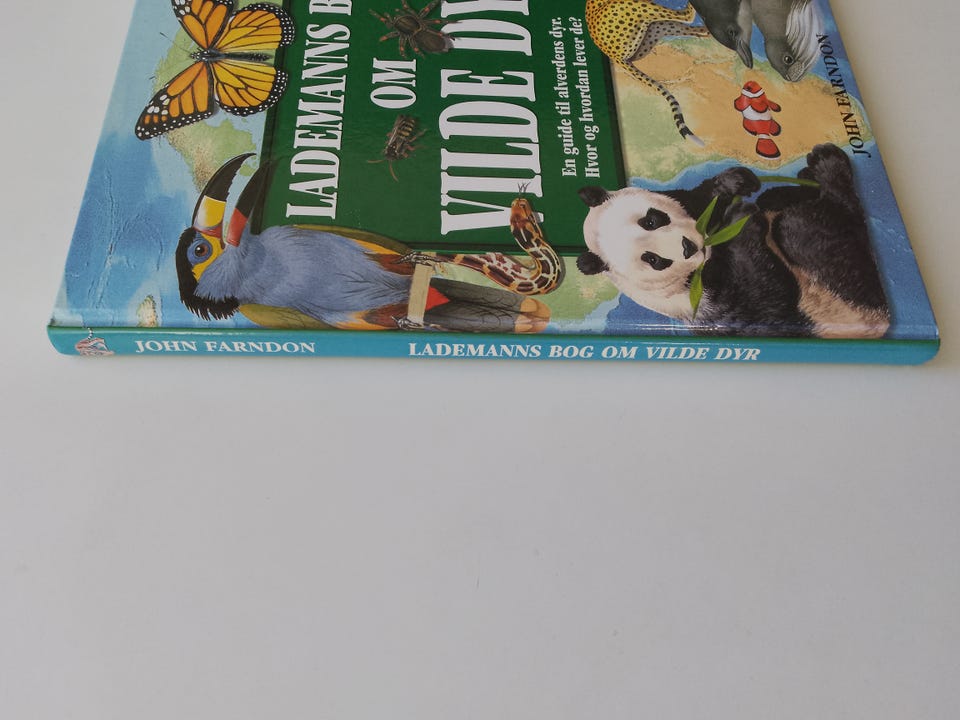 LADEMANNS B
OM
VILDE DY
En guide til alverdens dyr.
Hvor og hvordan lever de?
JOHN FARNDON
JOHN FARNDON
LADEMANNS BOG OM VILDE DYR